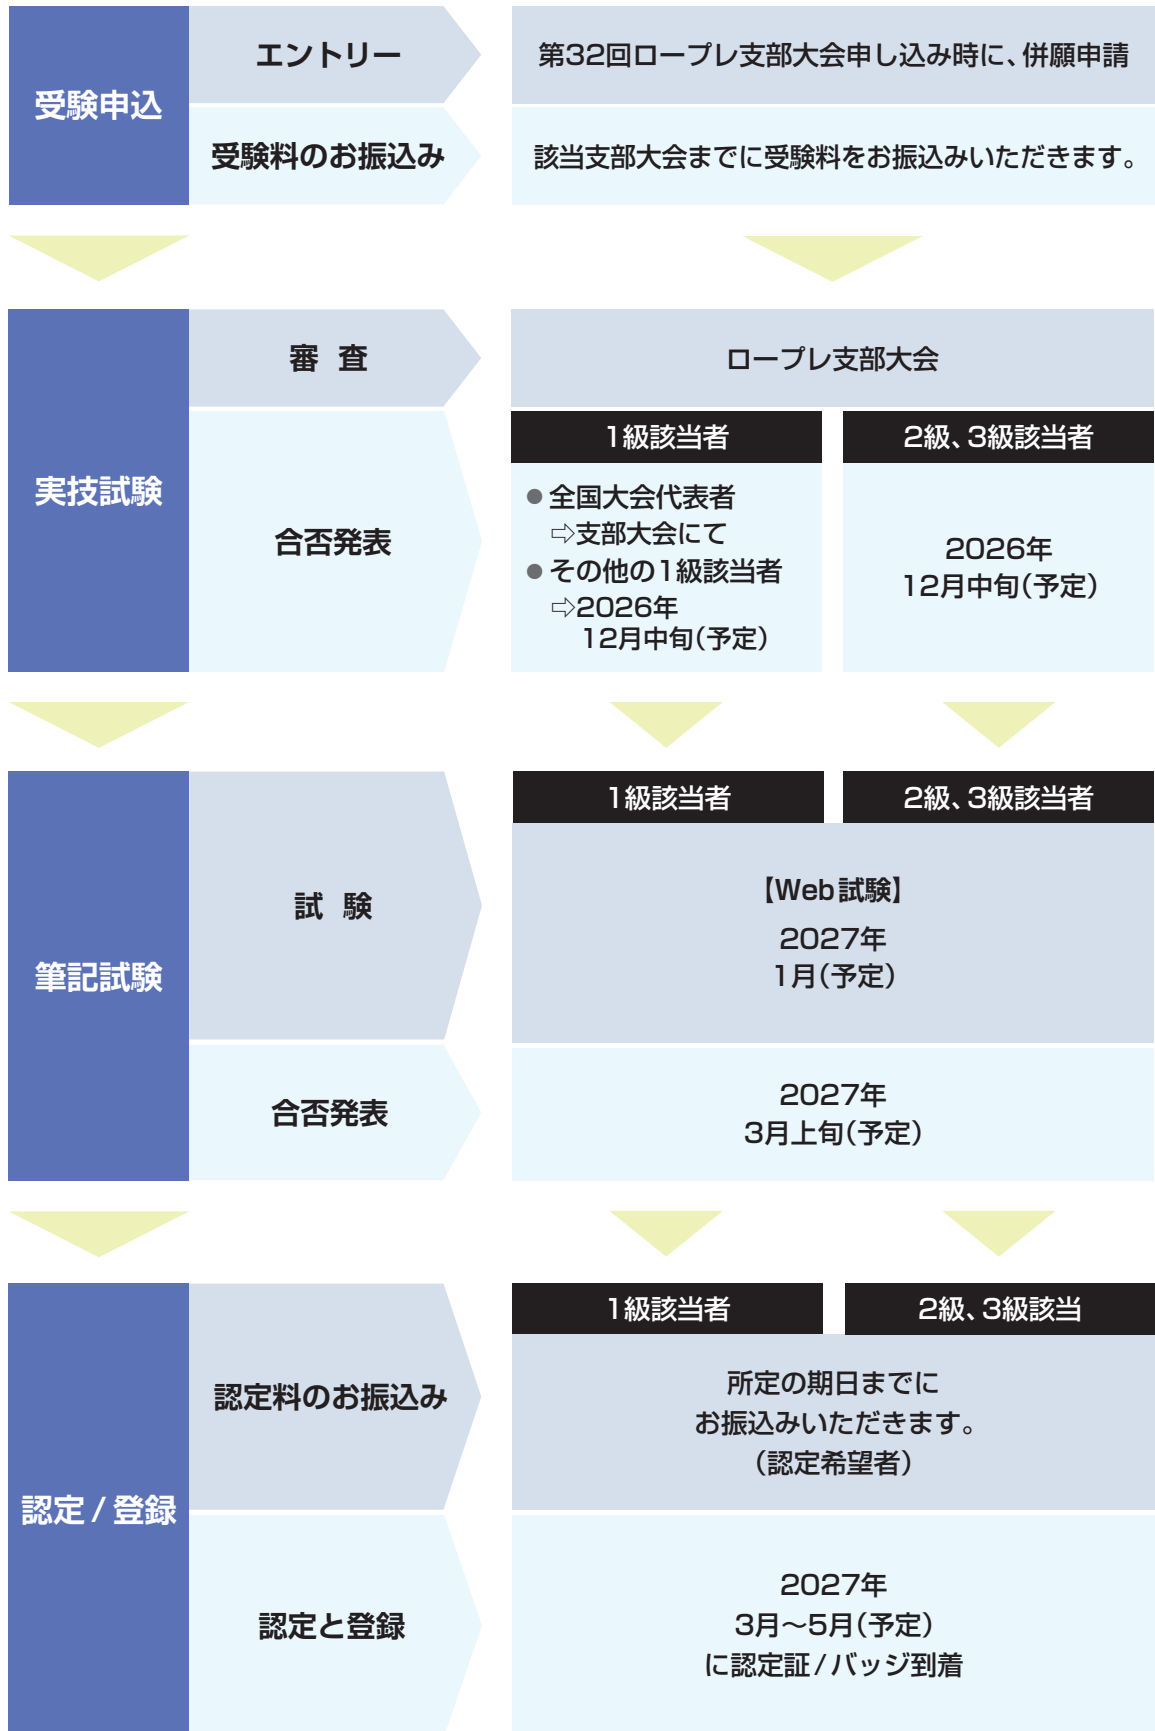 受験申込
エントリー
第32回ロープレ支部大会申し込み時に、併願申請
受験料のお振込み
該当支部大会までに受験料をお振込みいただきます。
実技試験
審 査
ロープレ支部大会
合否発表
1級該当者
● 全国大会代表者
⇨支部大会にて
● その他の1級該当者
⇨2026年
12月中旬(予定)
2級、3級該当者
2026年
12月中旬(予定)
筆記試験
試 験
1級該当者
2級、3級該当者
【Web試験】
2027年
1月(予定)
合否発表
2027年
3月上旬(予定)
認定/登録
認定料のお振込み
1級該当者
2級、3級該当
所定の期日までに
お振込みいただきます。
(認定希望者)
認定と登録
2027年
3月〜5月(予定)
に認定証/バッジ到着